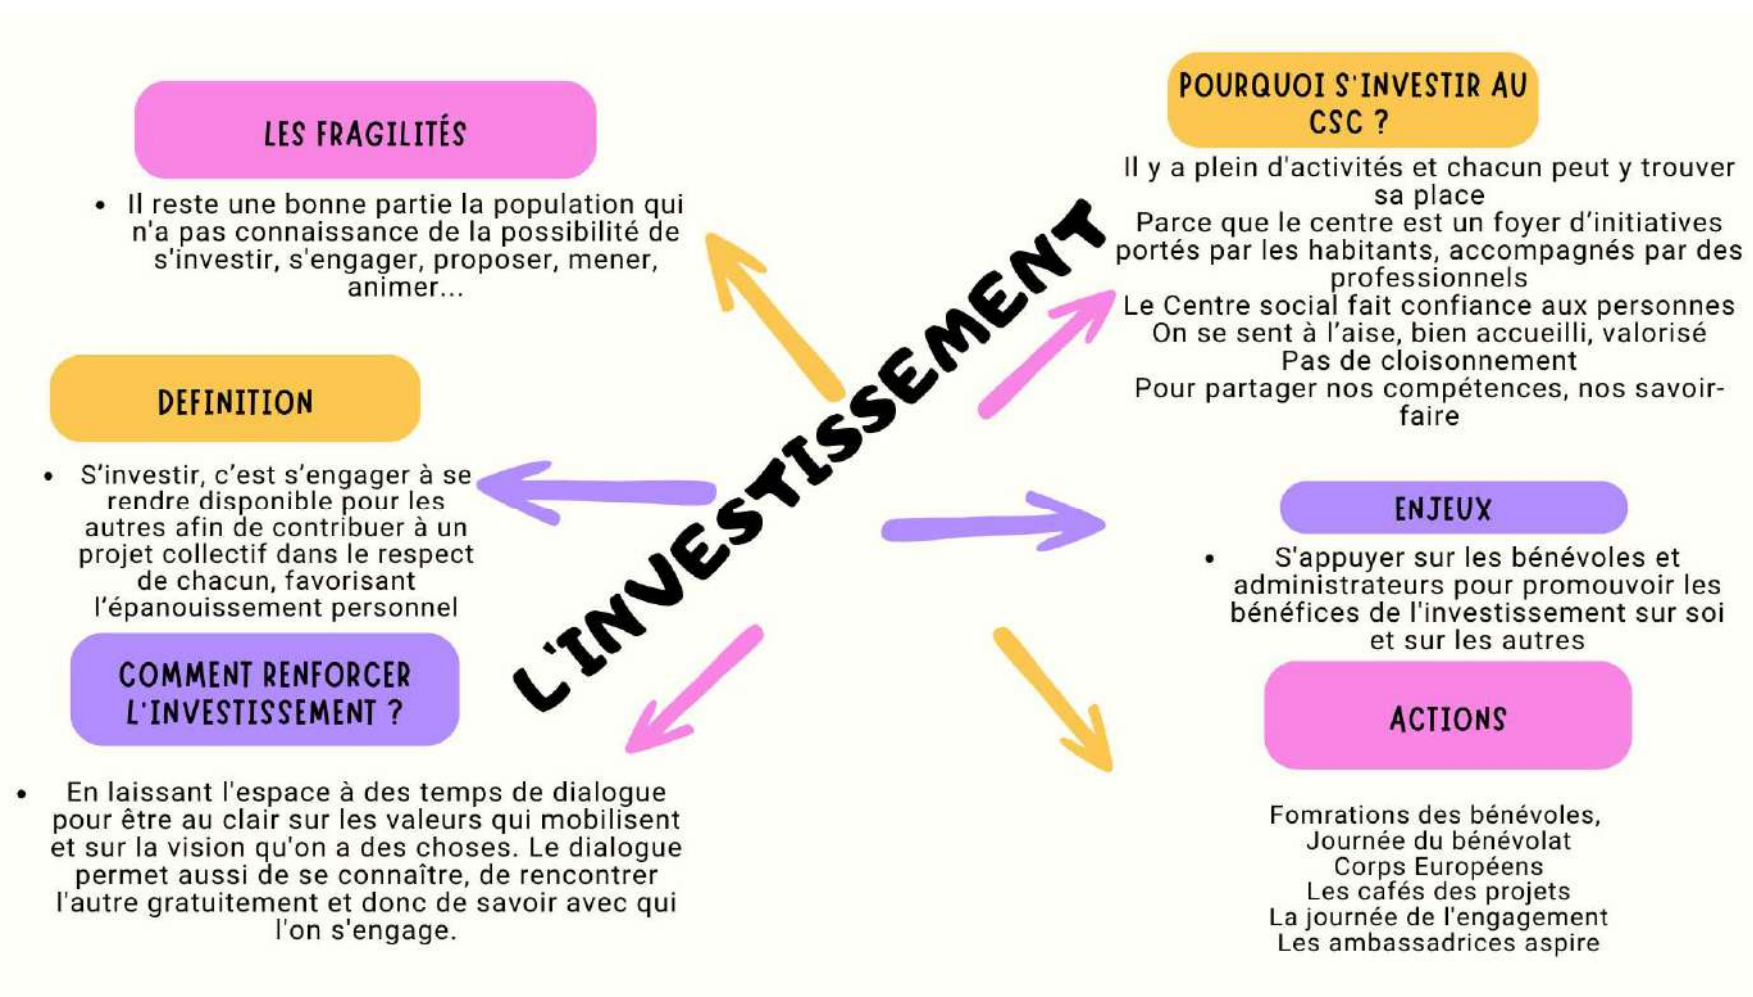 LES FRAGILITÉS
• Il reste une bonne partie la population qui
n'a pas connaissance de la possibilité de
s'investir, s'engager, proposer, mener,
animer...
DEFINITION
• S’investir, c’est s’engager à se
rendre disponible pour les
autres afin de contribuer à un
projet collectif dans le respect
de chacun, favorisant
l’épanouissement personnel
COMMENT RENFORCER
L'INVESTISSEMENT ?
• En laissant l'espace à des temps de dialogue
pour être au clair sur les valeurs qui mobilisent
et sur la vision qu'on a des choses. Le dialogue
permet aussi de se connaître, de rencontrer
l'autre gratuitement et donc de savoir avec qui
l'on s'engage.
L'INVESTISSEMENT
POURQUOI S'INVESTIR AU
CSC ?
Il y a plein d'activités et chacun peut y trouver
sa place
Parce que le centre est un foyer d’initiatives
portés par les habitants, accompagnés par des
professionnels
Le Centre social fait confiance aux personnes
On se sent à l’aise, bien accueilli, valorisé
Pas de cloisonnement
Pour partager nos compétences, nos savoir-
faire
ENJEUX
• S'appuyer sur les bénévoles et
administrateurs pour promouvoir les
bénéfices de l'investissement sur soi
et sur les autres
ACTIONS
Fomrations des bénévoles,
Journée du bénévolat
Corps Européens
Les cafés des projets
La journée de l'engagement
Les ambassadrices aspire